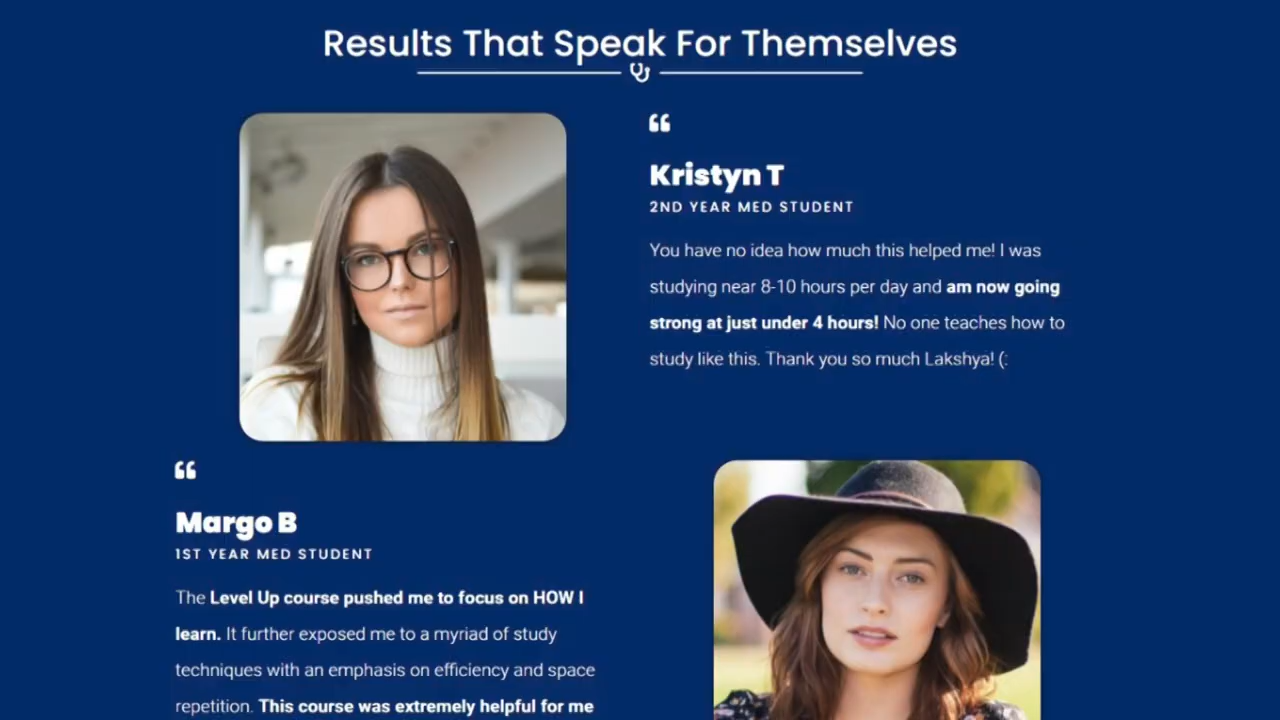 Results That Speak For Themselves
“
Kristyn T
2ND YEAR MED STUDENT
You have no idea how much this helped me! I was
studying near 8-10 hours per day and am now going
strong at just under 4 hours! No one teaches how to
study like this. Thank you so much Lakshya! (:
“
Margo B
1ST YEAR MED STUDENT
The Level Up course pushed me to focus on HOW I
learn. It further exposed me to a myriad of study
techniques with an emphasis on efficiency and space
repetition. This course was extremely helpful for me